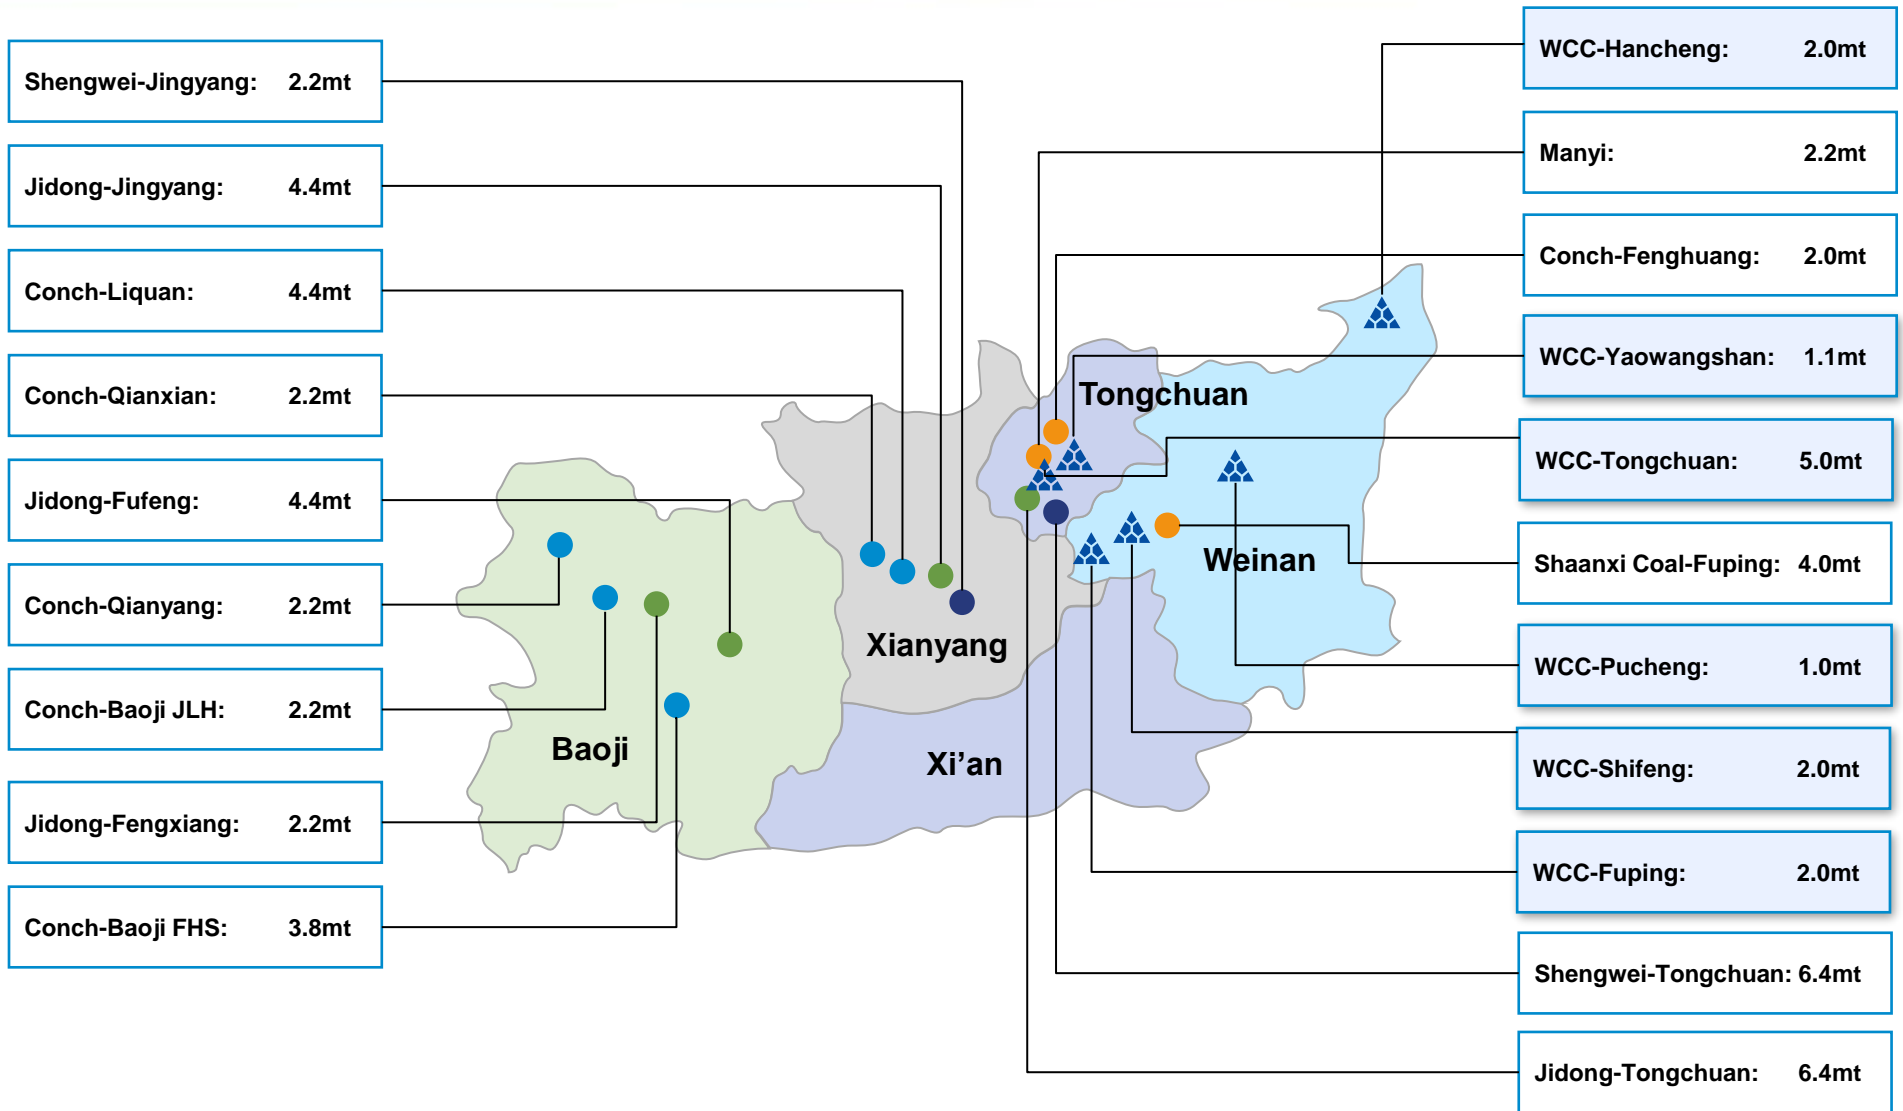 Shengwei-Jingyang: 2.2mt
Jidong-Jingyang: 4.4mt
Conch-Liquan: 4.4mt
Conch-Qianxian: 2.2mt
Jidong-Fufeng: 4.4mt
Conch-Qianyang: 2.2mt
Conch-Baoji JLH: 2.2mt
Jidong-Fengxiang: 2.2mt
Conch-Baoji FHS: 3.8mt
Tongchuan
Weinan
Xianyang
Baoji
Xi’an
WCC-Hancheng: 2.0mt
Manyi: 2.2mt
Conch-Fenghuang: 2.0mt
WCC-Yaowangshan: 1.1mt
WCC-Tongchuan: 5.0mt
Shaanxi Coal-Fuping: 4.0mt
WCC-Pucheng: 1.0mt
WCC-Shifeng: 2.0mt
WCC-Fuping: 2.0mt
Shengwei-Tongchuan: 6.4mt
Jidong-Tongchuan: 6.4mt